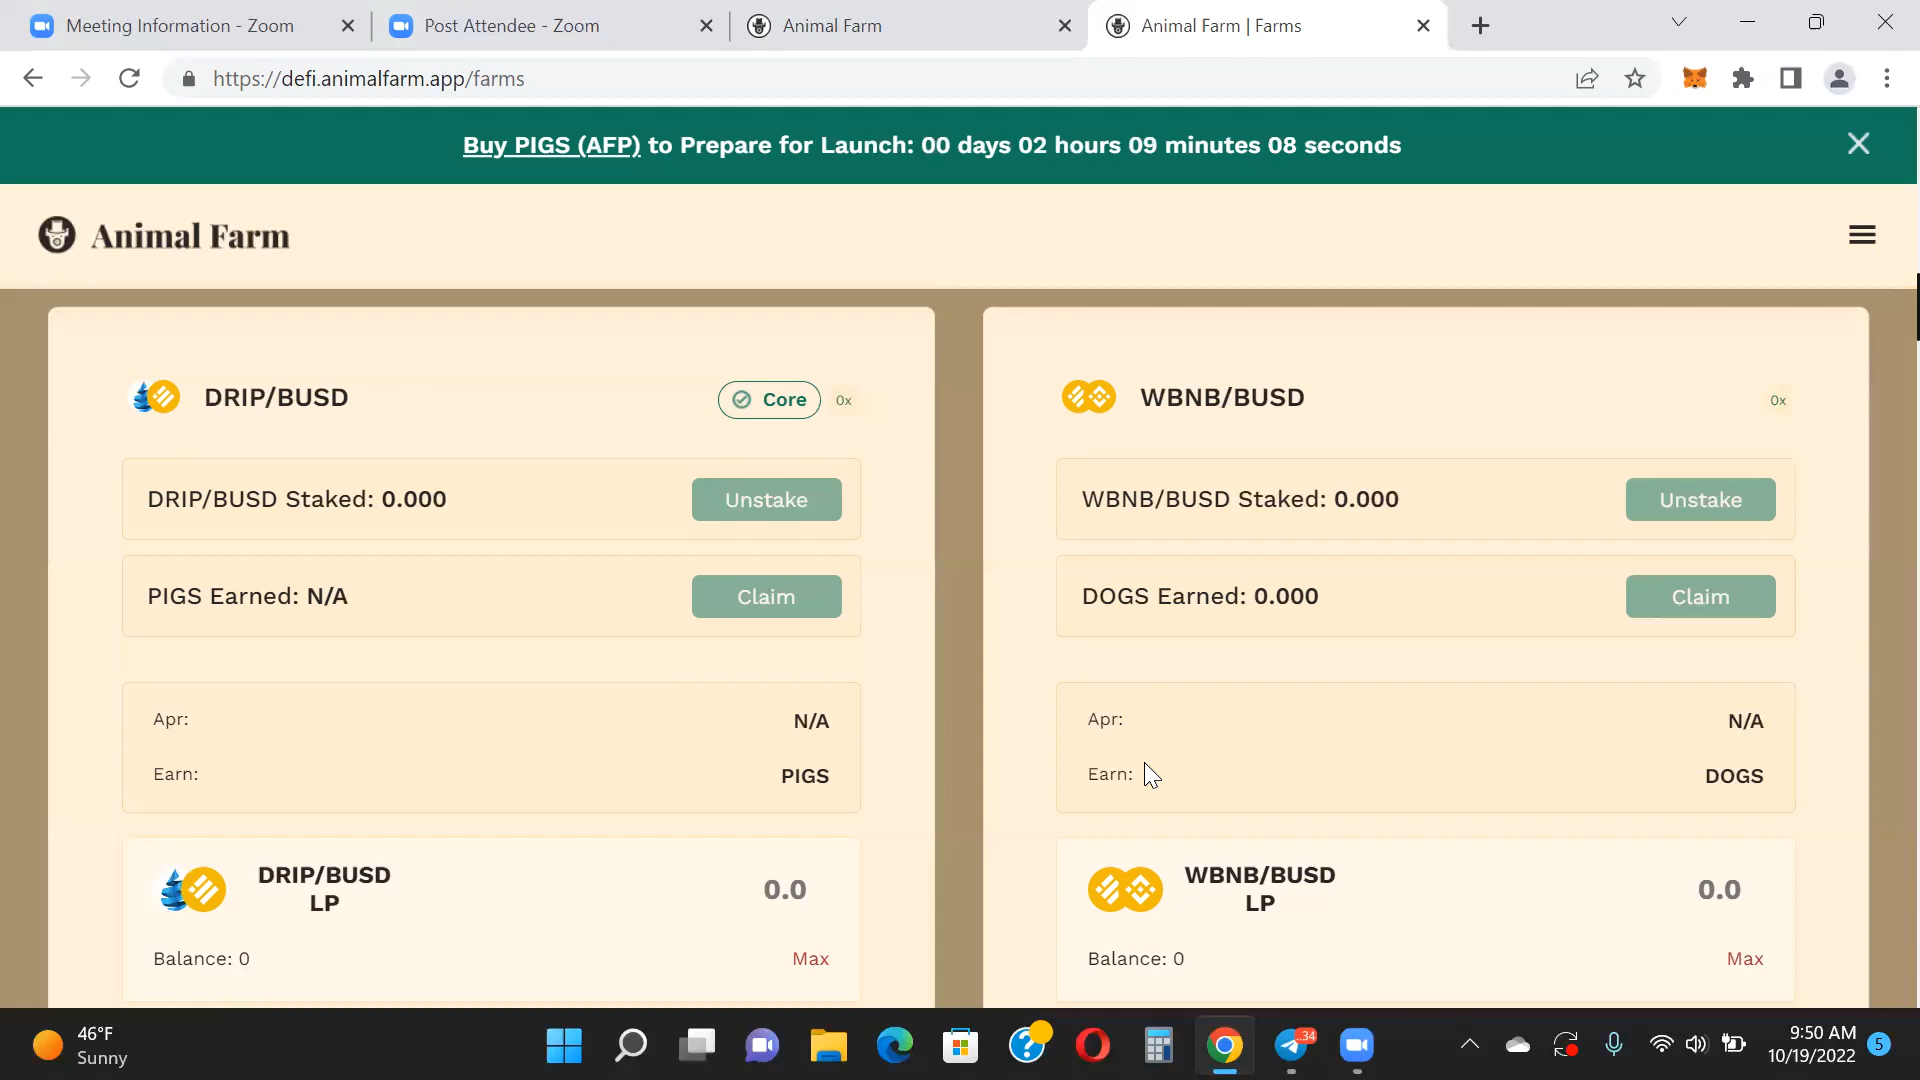 Meeting Information - Zoom
Post Attendee - Zoom
Animal Farm
Animal Farm | Farms
https://defi.animalfarm.app/farms
Buy PIGS (AFP) to Prepare for Launch: 00 days 02 hours 09 minutes 08 seconds
Animal Farm
DRIP/BUSD
Core
0x
WBNB/BUSD
0x
DRIP/BUSD Staked: 0.000
Unstake
WBNB/BUSD Staked: 0.000
Unstake
PIGS Earned: N/A
Claim
DOGS Earned: 0.000
Claim
Apr:
N/A
Apr:
N/A
Earn:
PIGS
Earn:
DOGS
DRIP/BUSD
LP
0.0
WBNB/BUSD
LP
0.0
Balance: 0
Max
Balance: 0
Max
46°F
Sunny
..34
9:50 AM
10/19/2022
5